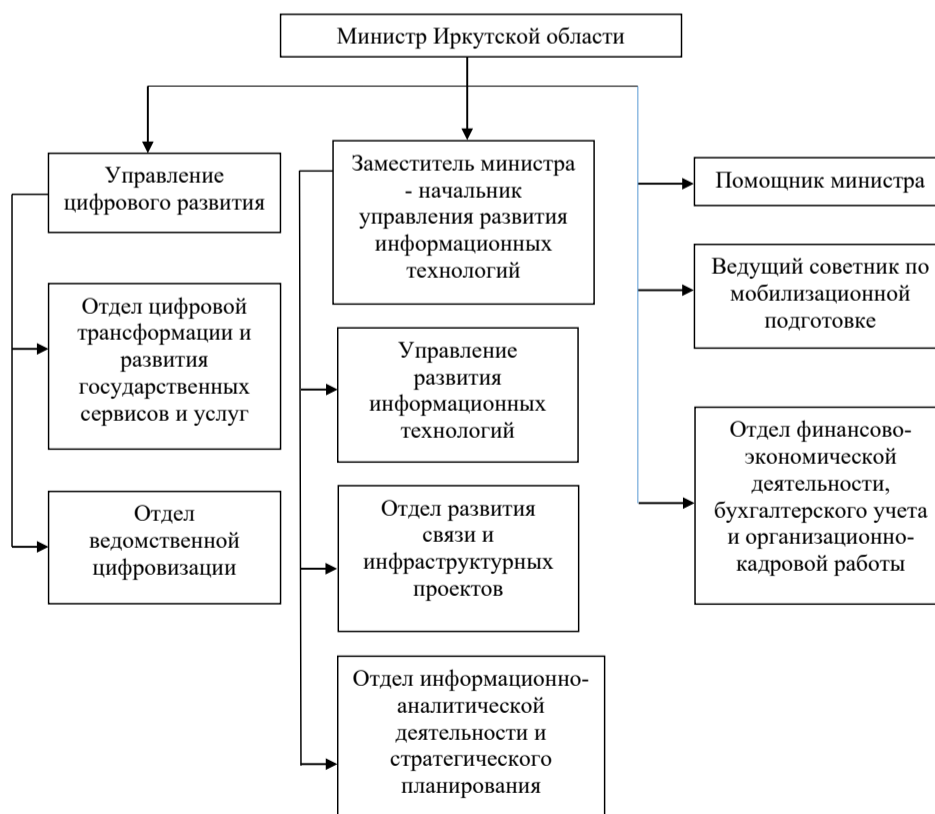 Министр Иркутской области
Управление
цифрового развития
Отдел цифровой
трансформации и
развития
государственных
сервисов и услуг
Отдел
ведомственной
цифровизации
Заместитель министра
- начальник
управления развития
информационных
технологий
Управление
развития
информационных
технологий
Отдел развития
связи и
инфраструктурных
проектов
Отдел информационно-
аналитической
деятельности и
стратегического
планирования
Помощник министра
Ведущий советник по
мобилизационной
подготовке
Отдел финансово-
экономической
деятельности,
бухгалтерского учета
и организационно-
кадровой работы